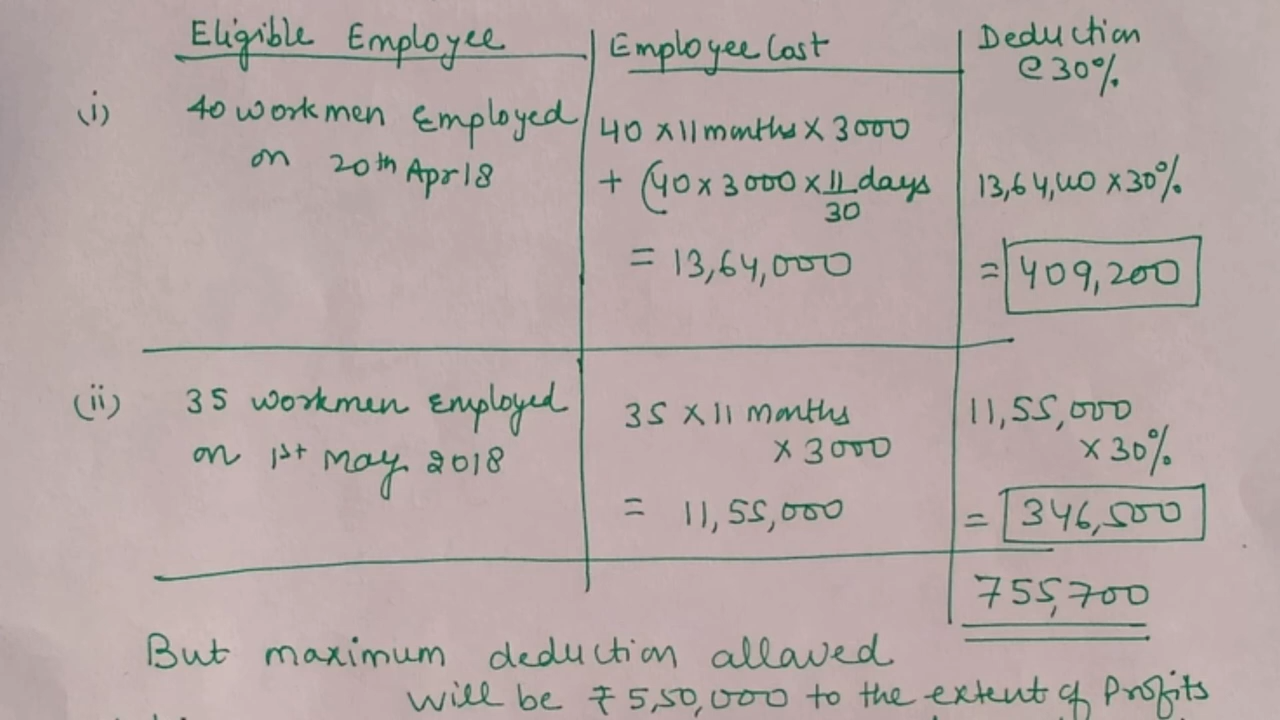 Eligible Employee Employee Cost Deduction
@ 30%
(i) 40 workmen Employed
on 20th Apr 18
40 x 11 months x 3000
+ (40 x 3000 x 11/30 days
= 13,64,000
13,64,000 x 30%
= 409,200
(ii) 35 workmen Employed
on 1st May 2018
35 x 11 months
x 3000
= 11,55,000
11,55,000
x 30%
= 346,500
755,700
But maximum deduction allowed
will be ₹ 5,50,000 to the extent of Profits